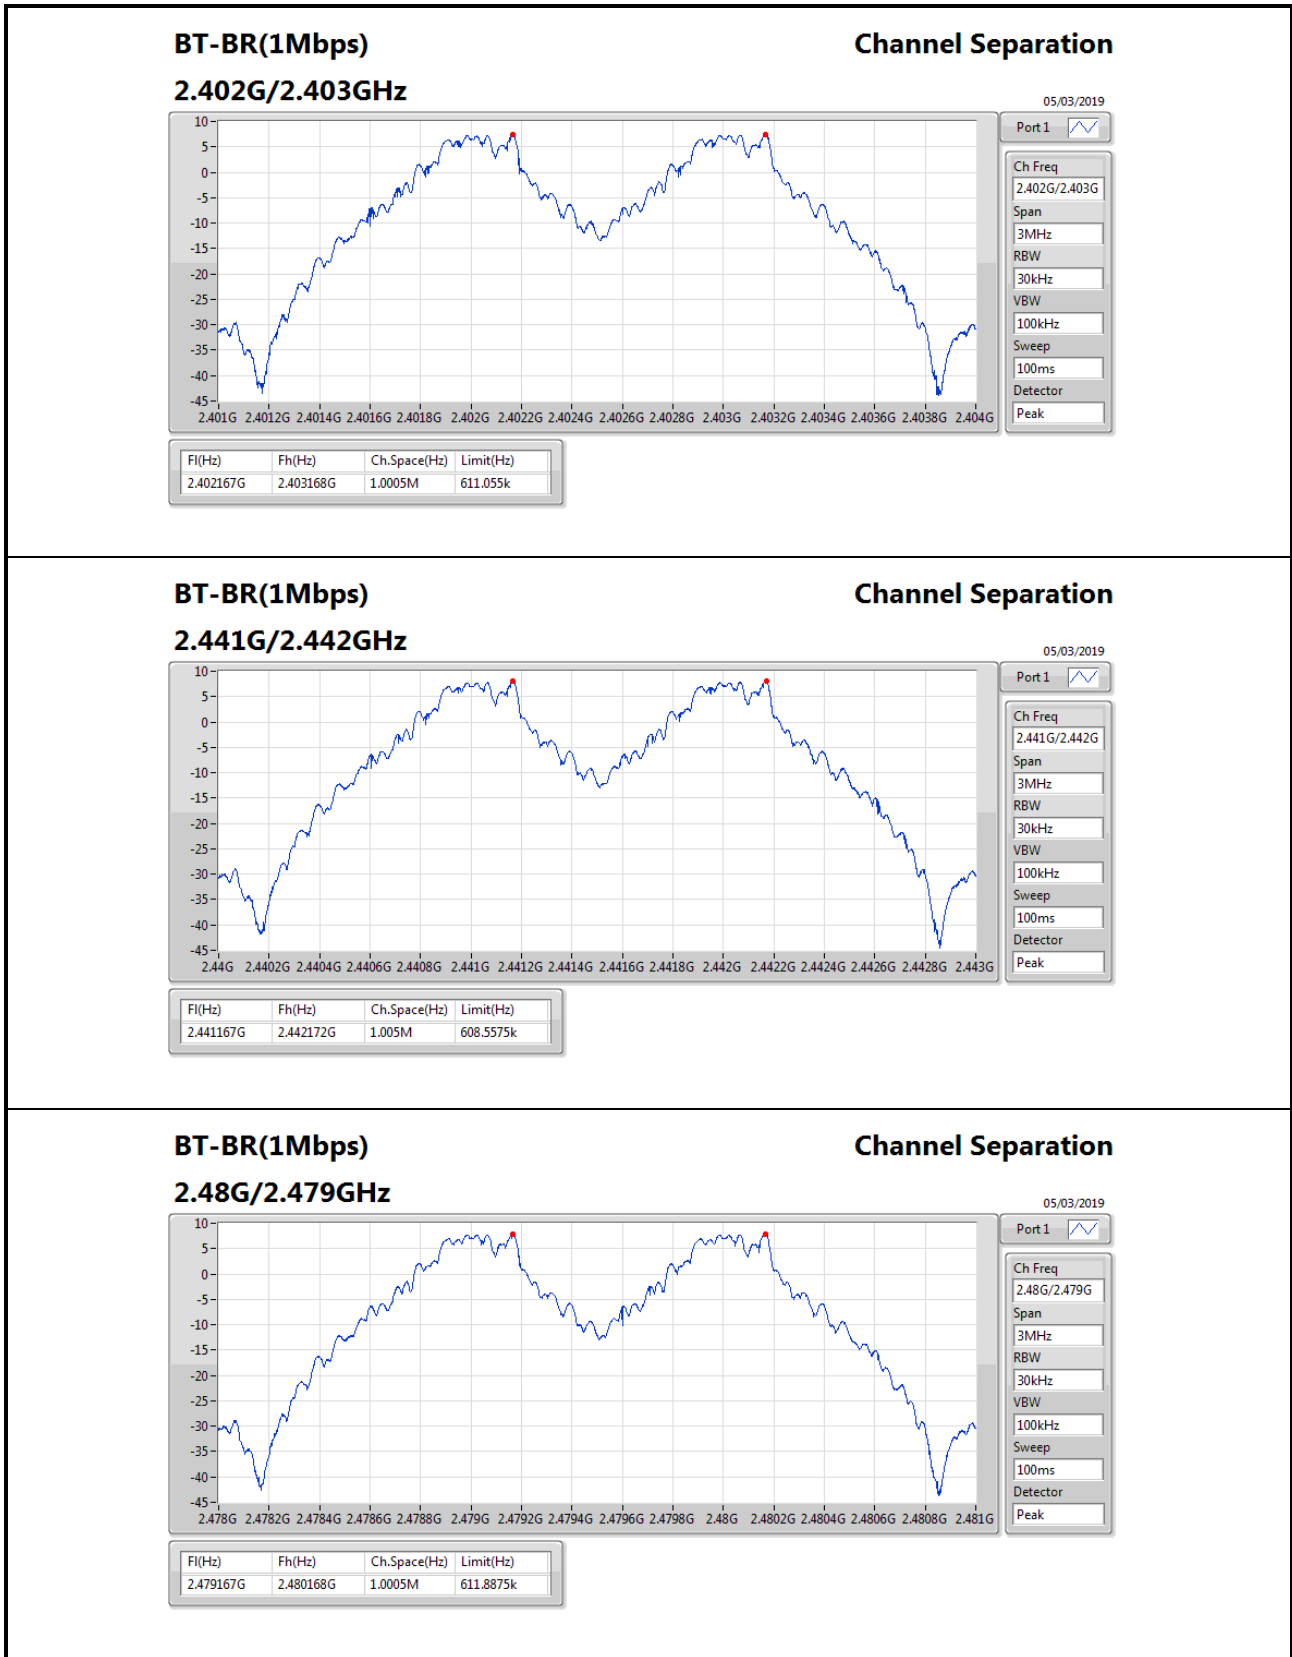 BT-BR(1Mbps) Channel Separation
2.402G/2.403GHz
05/03/2019
Port 1
10
5
0
-5
-10
-15
-20
-25
-30
-35
-40
-45
2.401G 2.4012G 2.4014G 2.4016G 2.4018G 2.402G 2.4022G 2.4024G 2.4026G 2.4028G 2.403G 2.4032G 2.4034G 2.4036G 2.4038G 2.404G
Ch Freq
2.402G/2.403G
Span
3MHz
RBW
30kHz
VBW
100kHz
Sweep
100ms
Detector
Peak
Fl(Hz) Fh(Hz) Ch.Space(Hz) Limit(Hz)
2.402167G 2.403168G 1.0005M 611.055k
BT-BR(1Mbps) Channel Separation
2.441G/2.442GHz
05/03/2019
Port 1
10
5
0
-5
-10
-15
-20
-25
-30
-35
-40
-45
2.44G 2.4402G 2.4404G 2.4406G 2.4408G 2.441G 2.4412G 2.4414G 2.4416G 2.4418G 2.442G 2.4422G 2.4424G 2.4426G 2.4428G 2.443G
Ch Freq
2.441G/2.442G
Span
3MHz
RBW
30kHz
VBW
100kHz
Sweep
100ms
Detector
Peak
Fl(Hz) Fh(Hz) Ch.Space(Hz) Limit(Hz)
2.441167G 2.442172G 1.005M 608.5575k
BT-BR(1Mbps) Channel Separation
2.48G/2.479GHz
05/03/2019
Port 1
10
5
0
-5
-10
-15
-20
-25
-30
-35
-40
-45
2.478G 2.4782G 2.4784G 2.4786G 2.4788G 2.479G 2.4792G 2.4794G 2.4796G 2.4798G 2.48G 2.4802G 2.4804G 2.4806G 2.4808G 2.481G
Ch Freq
2.48G/2.479G
Span
3MHz
RBW
30kHz
VBW
100kHz
Sweep
100ms
Detector
Peak
Fl(Hz) Fh(Hz) Ch.Space(Hz) Limit(Hz)
2.479167G 2.480168G 1.0005M 611.8875k